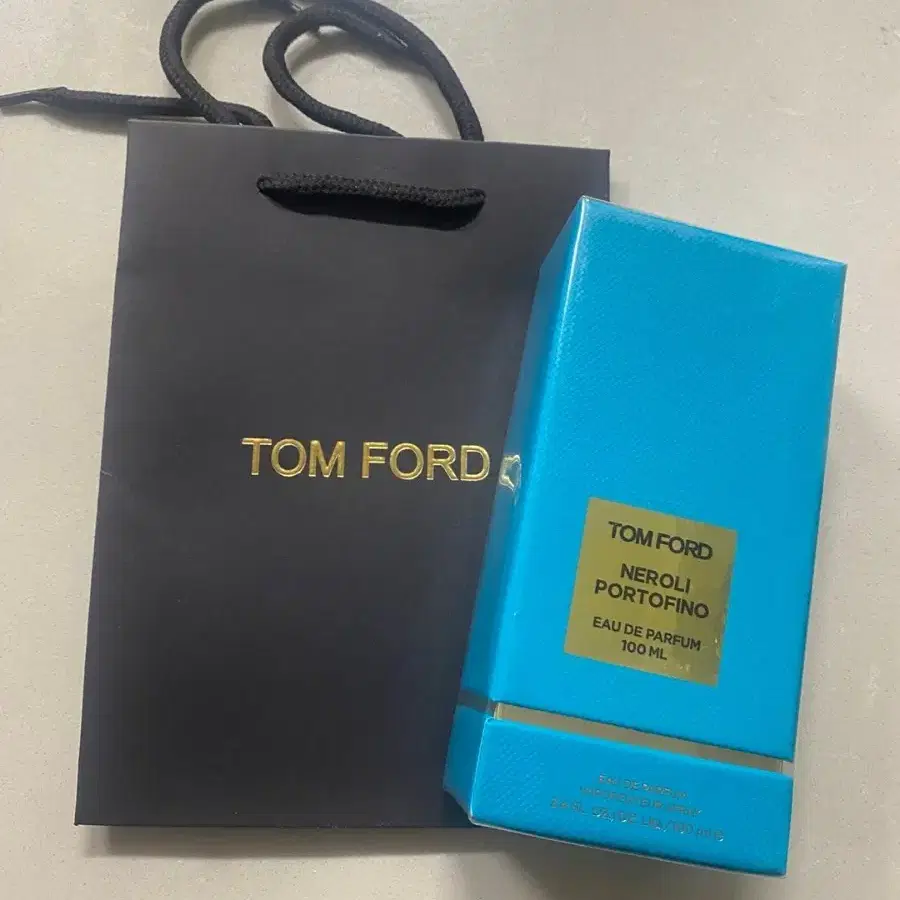 TOM FORD
TOM FORD
NEROLI
PORTOFINO
EAU DE PARFUM
100 ML
EAU DE PARFUM